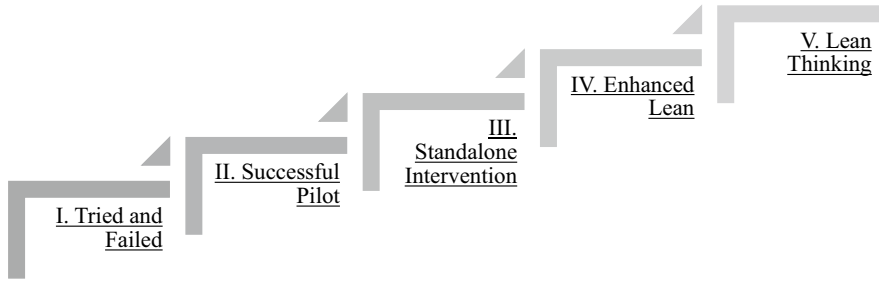 I. Tried and
Failed
II. Successful
Pilot
III.
Standalone
Intervention
IV. Enhanced
Lean
V. Lean
Thinking